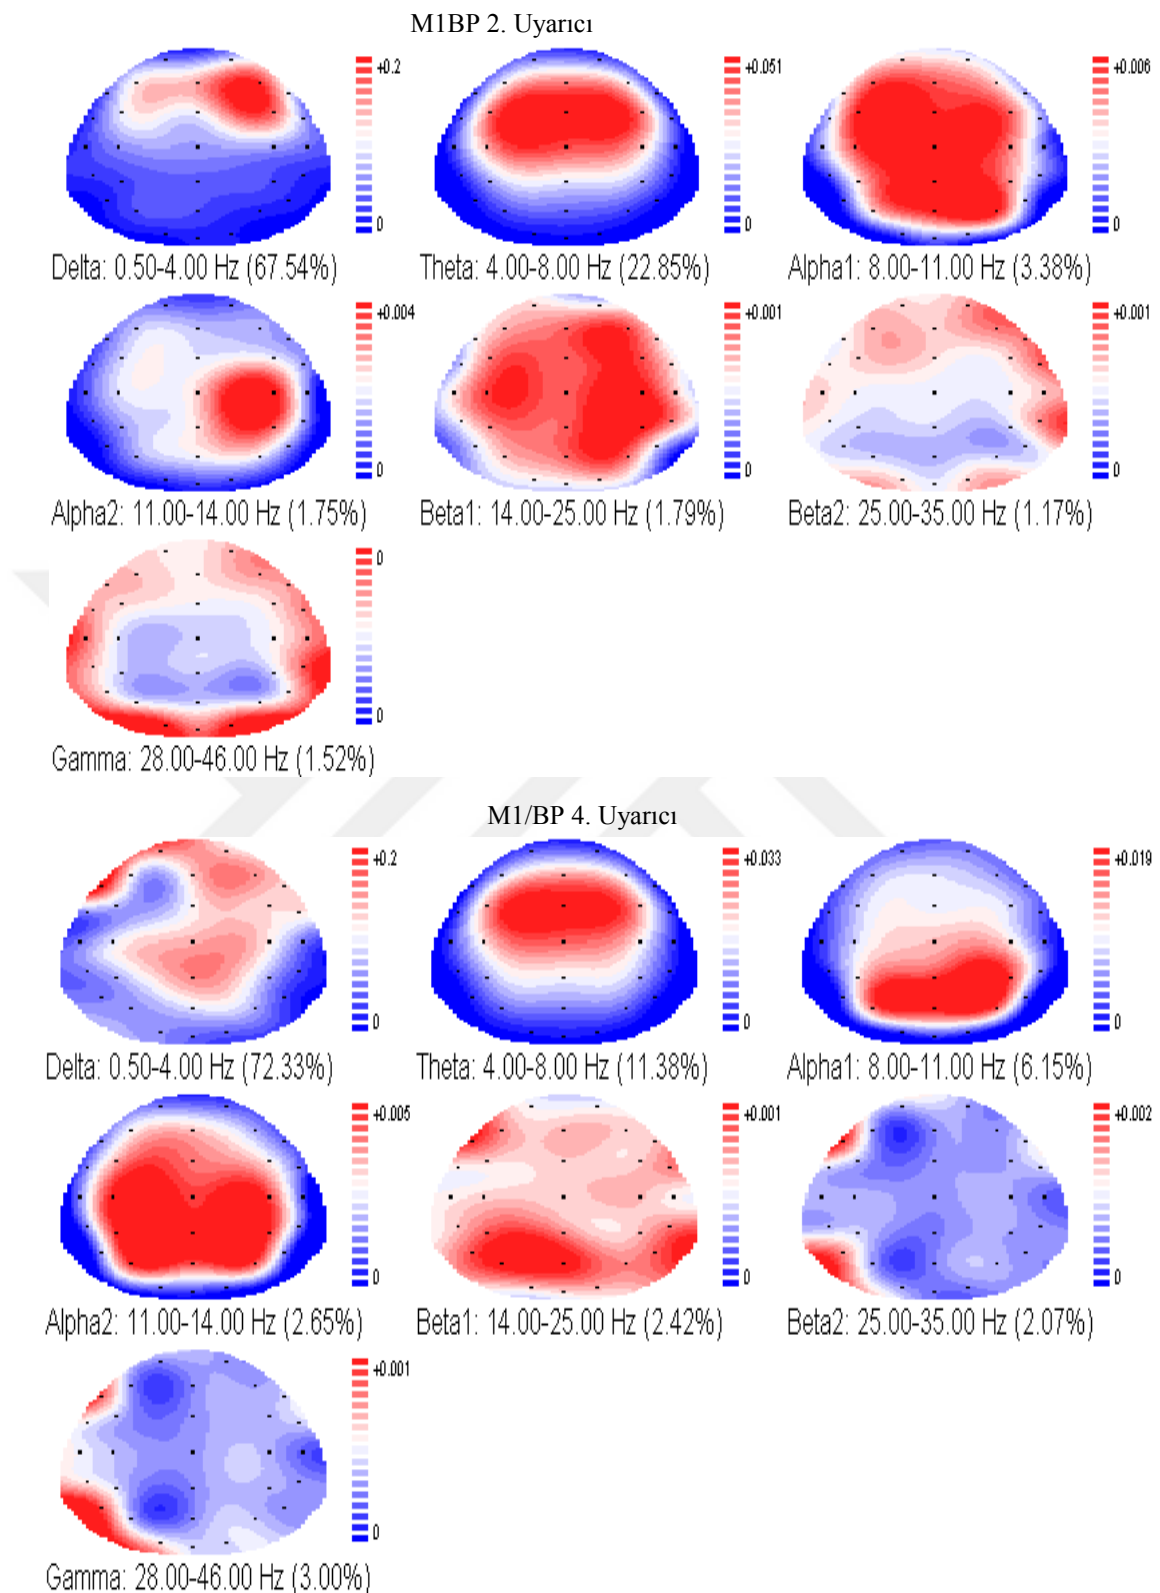 M1BP 2. Uyarıcı
+0.2
0
Delta: 0.50-4.00 Hz (67.54%)
+0.051
0
Theta: 4.00-8.00 Hz (22.85%)
+0.006
0
Alpha1: 8.00-11.00 Hz (3.38%)
+0.004
0
Alpha2: 11.00-14.00 Hz (1.75%)
+0.001
0
Beta1: 14.00-25.00 Hz (1.79%)
+0.001
0
Beta2: 25.00-35.00 Hz (1.17%)
0
0
Gamma: 28.00-46.00 Hz (1.52%)
M1/BP 4. Uyarıcı
+0.2
0
Delta: 0.50-4.00 Hz (72.33%)
+0.033
0
Theta: 4.00-8.00 Hz (11.38%)
+0.019
0
Alpha1: 8.00-11.00 Hz (6.15%)
+0.005
0
Alpha2: 11.00-14.00 Hz (2.65%)
+0.001
0
Beta1: 14.00-25.00 Hz (2.42%)
+0.002
0
Beta2: 25.00-35.00 Hz (2.07%)
+0.001
0
Gamma: 28.00-46.00 Hz (3.00%)